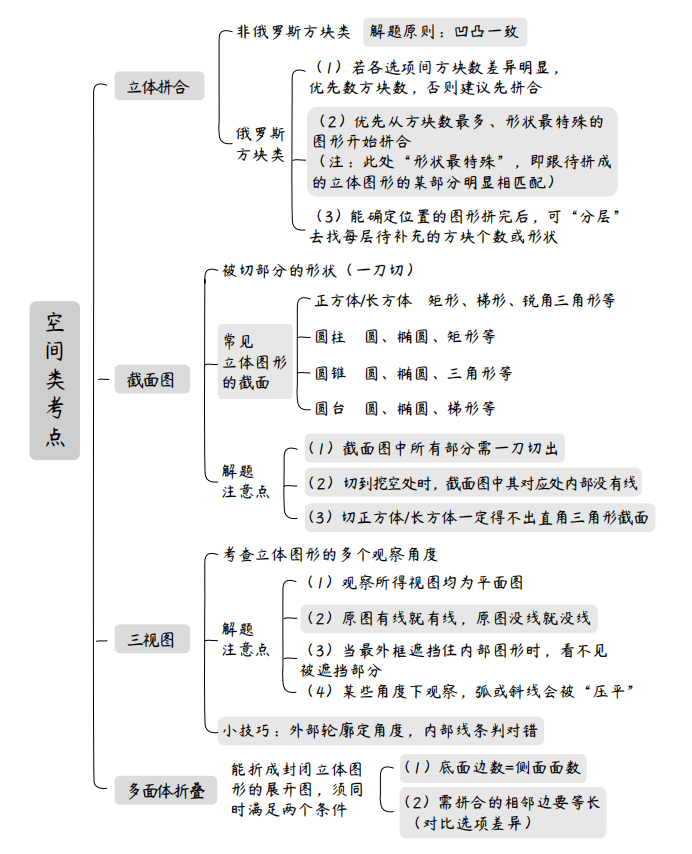 空间类考点
立体拼合
非俄罗斯方块类 解题原则：凹凸一致
俄罗斯
方块类
（1）若各选项间方块数差异明显，
优先数方块数，否则建议先拼合
（2）优先从方块数最多、形状最特殊的
图形开始拼合
（注：此处“形状最特殊”，即跟待拼成
的立体图形的某部分明显相匹配）
（3）能确定位置的图形拼完后，可“分层”
去找每层待补充的方块个数或形状
截面图
被切部分的形状（一刀切）
常见
立体图形
的截面
正方体/长方体 矩形、梯形、锐角三角形等
圆柱 圆、椭圆、矩形等
圆锥 圆、椭圆、三角形等
圆台 圆、椭圆、梯形等
解题
注意点
（1）截面图中所有部分需一刀切出
（2）切到挖空处时，截面图中其对应处内部没有线
（3）切正方体/长方体一定得不出直角三角形截面
三视图
考查立体图形的多个观察角度
解题
注意点
（1）观察所得视图均为平面图
（2）原图有线就有线，原图没线就没线
（3）当最外框遮挡住内部图形时，看不见
被遮挡部分
（4）某些角度下观察，弧或斜线会被“压平”
小技巧：外部轮廓定角度，内部线条判对错
多面体折叠
能折成封闭立体图
形的展开图，须同
时满足两个条件
（1）底面边数=侧面面数
（2）需拼合的相邻边要等长
（对比选项差异）